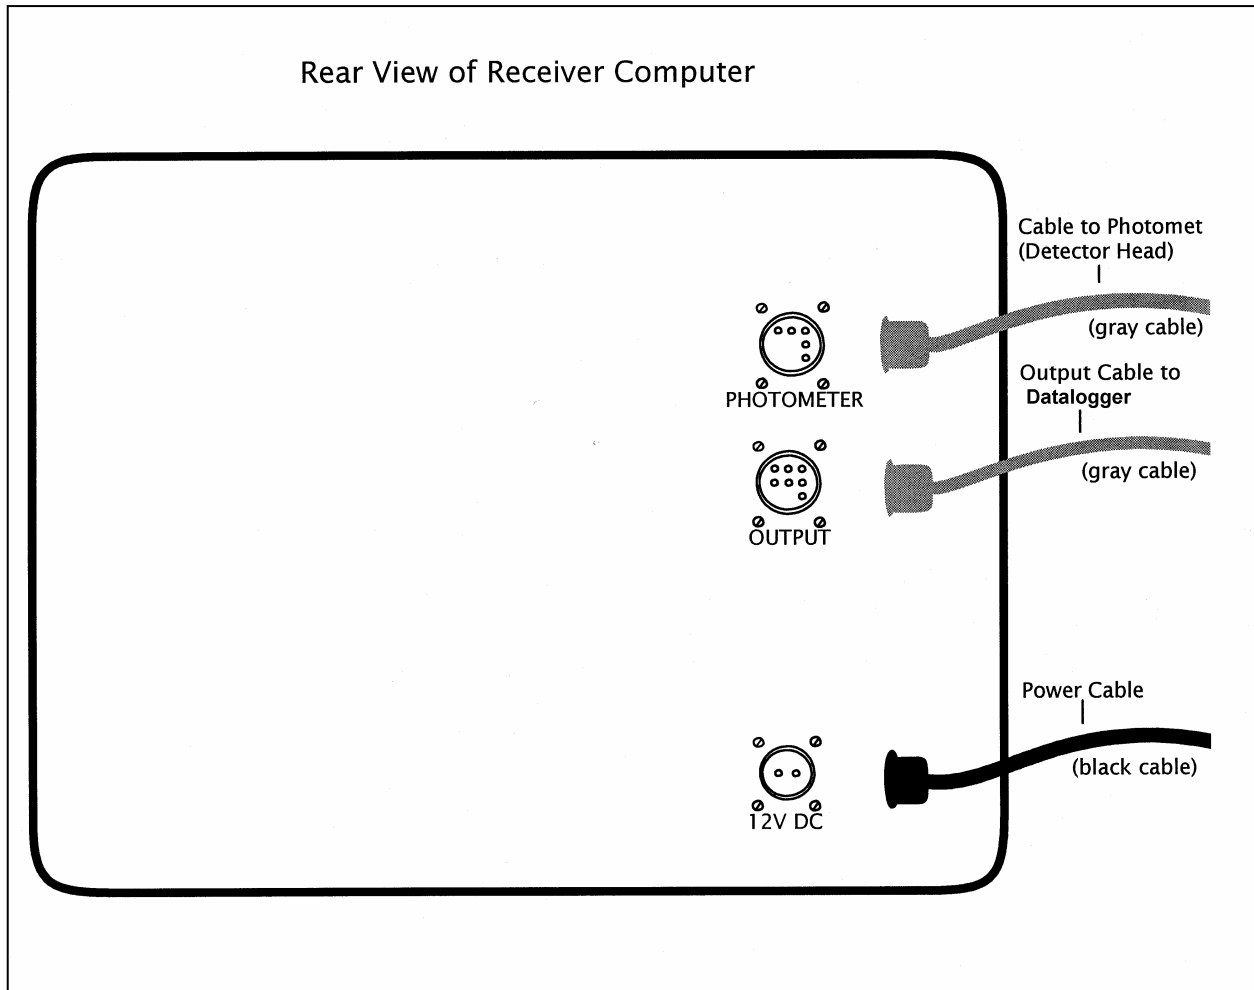 Rear View of Receiver Computer
Cable to Photomet
(Detector Head)
(gray cable)
PHOTOMETER
Output Cable to
Datalogger
(gray cable)
OUTPUT
Power Cable
(black cable)
12V DC